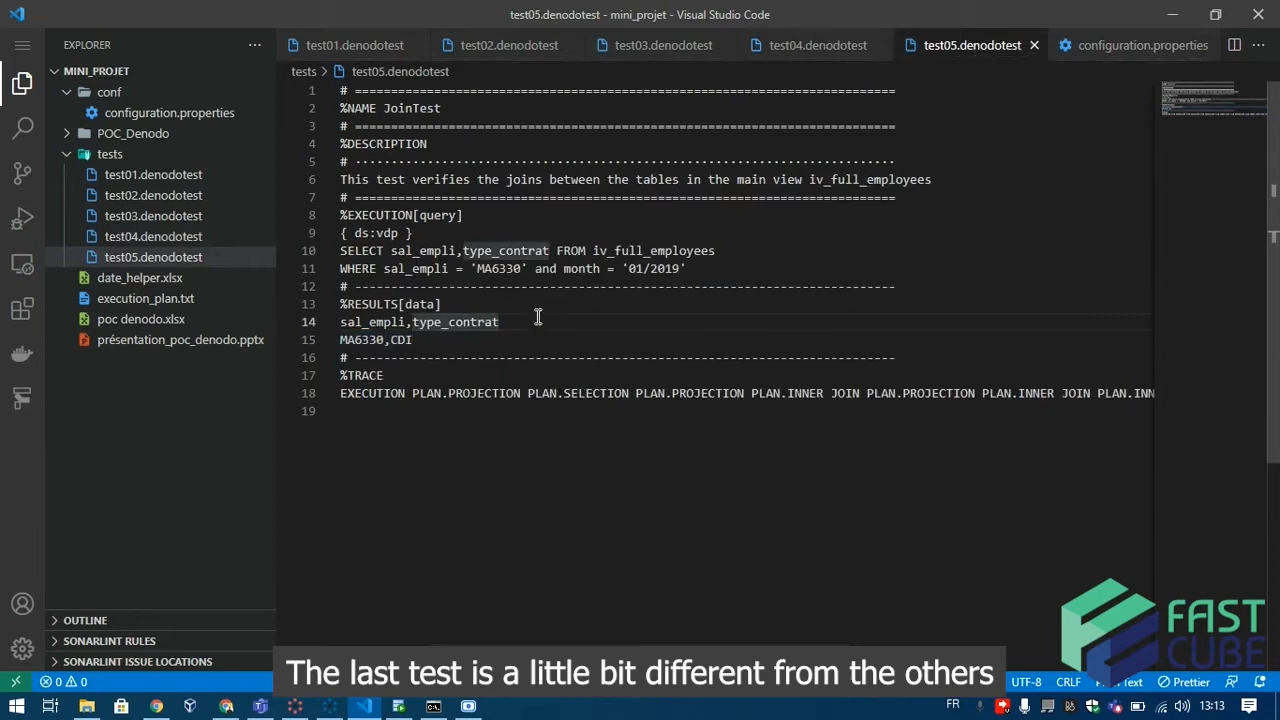 test05.denodotest - mini_projet - Visual Studio Code
EXPLORER
test01.denodotest
test02.denodotest
test03.denodotest
test04.denodotest
test05.denodotest
configuration.properties
MINI_PROJET
conf
configuration.properties
POC_Denodo
tests
test01.denodotest
test02.denodotest
test03.denodotest
test04.denodotest
test05.denodotest
date_helper.xlsx
execution_plan.txt
poc denodo.xlsx
présentation_poc_denodo.pptx
OUTLINE
SONARLINT RULES
SONARLINT ISSUE LOCATIONS
tests > test05.denodotest
1 # ===========================================================================
2 %NAME JoinTest
3 # ===========================================================================
4 %DESCRIPTION
5 # ...........................................................................
6 This test verifies the joins between the tables in the main view iv_full_employees
7 # ===========================================================================
8 %EXECUTION[query]
9 { ds:vdp }
10 SELECT sal_empli,type_contrat FROM iv_full_employees
11 WHERE sal_empli = 'MA6330' and month = '01/2019'
12 # ---------------------------------------------------------------------------
13 %RESULTS[data]
14 sal_empli,type_contrat
15 MA6330,CDI
16 # ---------------------------------------------------------------------------
17 %TRACE
18 EXECUTION PLAN.PROJECTION PLAN.SELECTION PLAN.PROJECTION PLAN.INNER JOIN PLAN.PROJECTION PLAN.INNER JOIN PLAN.INN
19
FAST
CUBE
The last test is a little bit different from the others
0 0
UTF-8 CRLF Text Prettier
FR 13:13